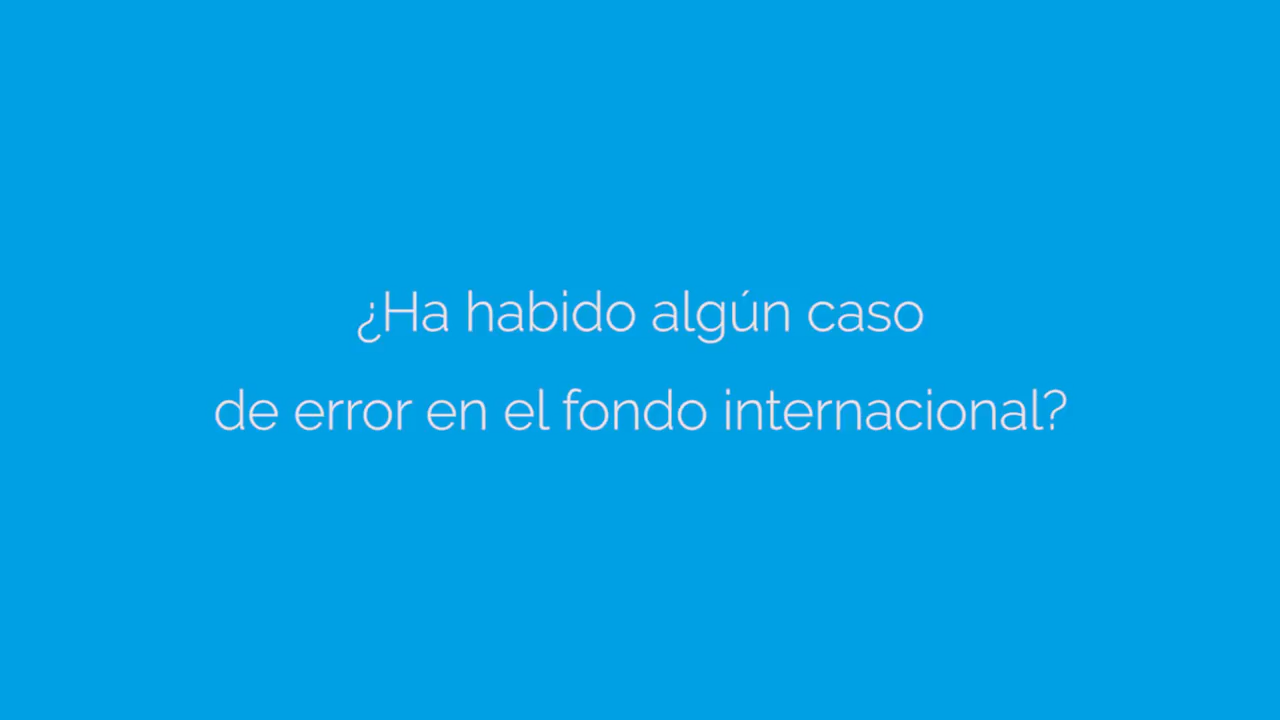 ¿Ha habido algún caso
de error en el fondo internacional?